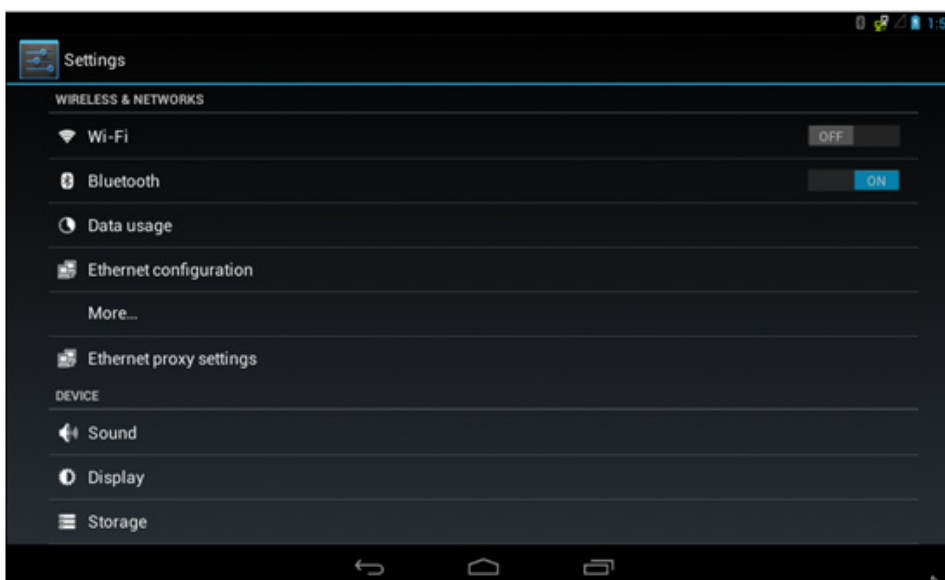 Settings
WIRELESS & NETWORKS
Wi-Fi
OFF
Bluetooth
ON
Data usage
Ethernet configuration
More...
Ethernet proxy settings
DEVICE
Sound
Display
Storage